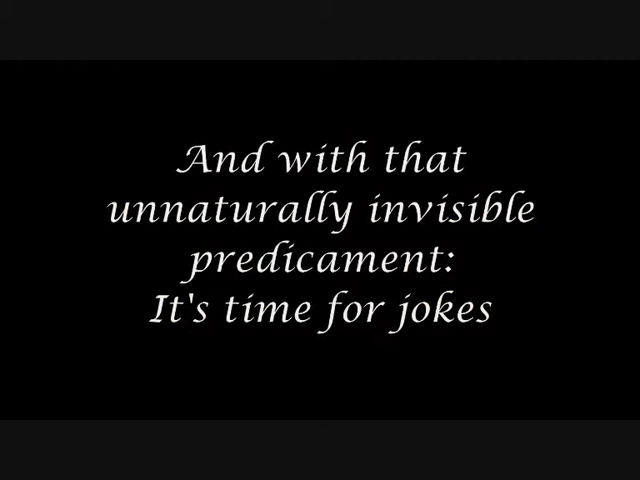 And with that
unnaturally invisible
predicament:
It's time for jokes